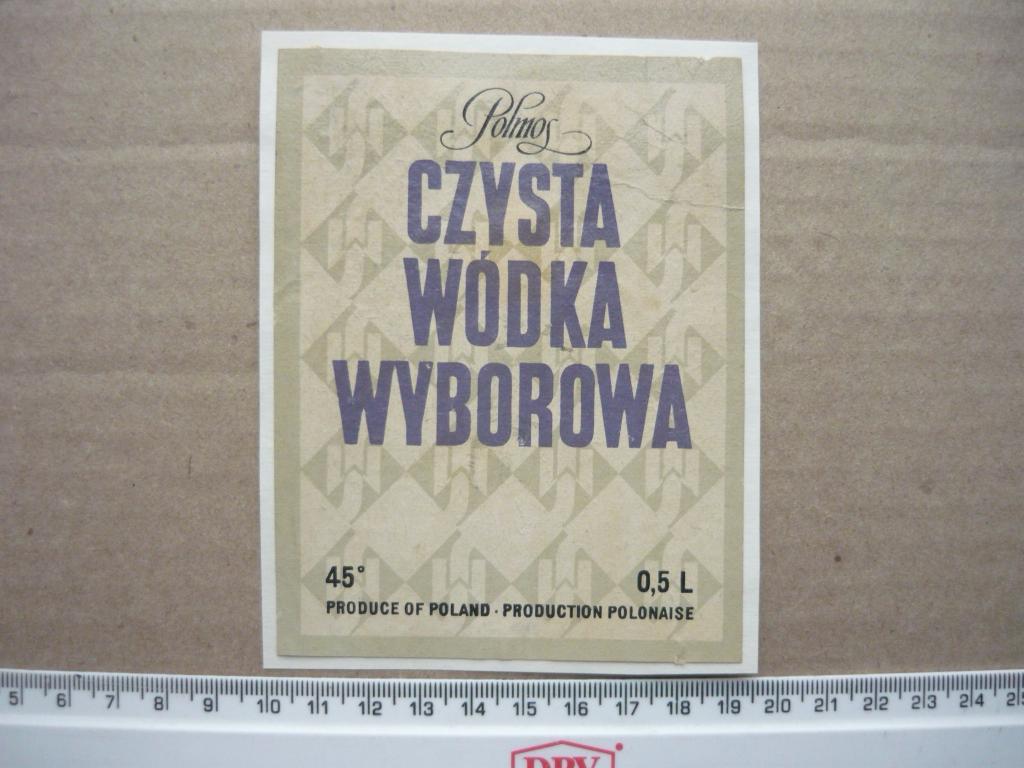 Polmos
CZYSTA
WÓDKA
WYBOROWA
45° 0,5 L
PRODUCE OF POLAND · PRODUCTION POLONAISE
5 6 7 8 9 10 11 12 13 14 15 16 17 18 19 20 21 22 23 24 25